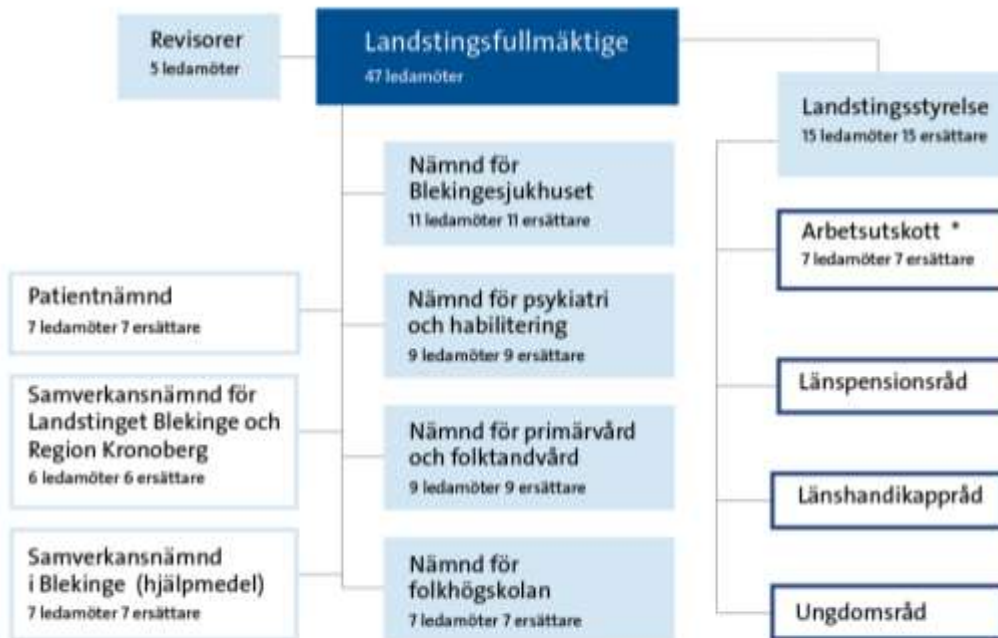 Revisorer
5 ledamöter
Landstingsfullmäktige
47 ledamöter
Landstingsstyrelse
15 ledamöter 15 ersättare
Nämnd för
Blekingesjukhuset
11 ledamöter 11 ersättare
Arbetsutskott *
7 ledamöter 7 ersättare
Patientnämnd
7 ledamöter 7 ersättare
Nämnd för psykiatri
och habilitering
9 ledamöter 9 ersättare
Länspensionsråd
Samverkansnämnd för
Landstinget Blekinge och
Region Kronoberg
6 ledamöter 6 ersättare
Nämnd för primärvård
och folktandvård
9 ledamöter 9 ersättare
Länshandikappråd
Samverkansnämnd
i Blekinge (hjälpmedel)
7 ledamöter 7 ersättare
Nämnd för
folkhögskolan
7 ledamöter 7 ersättare
Ungdomsråd